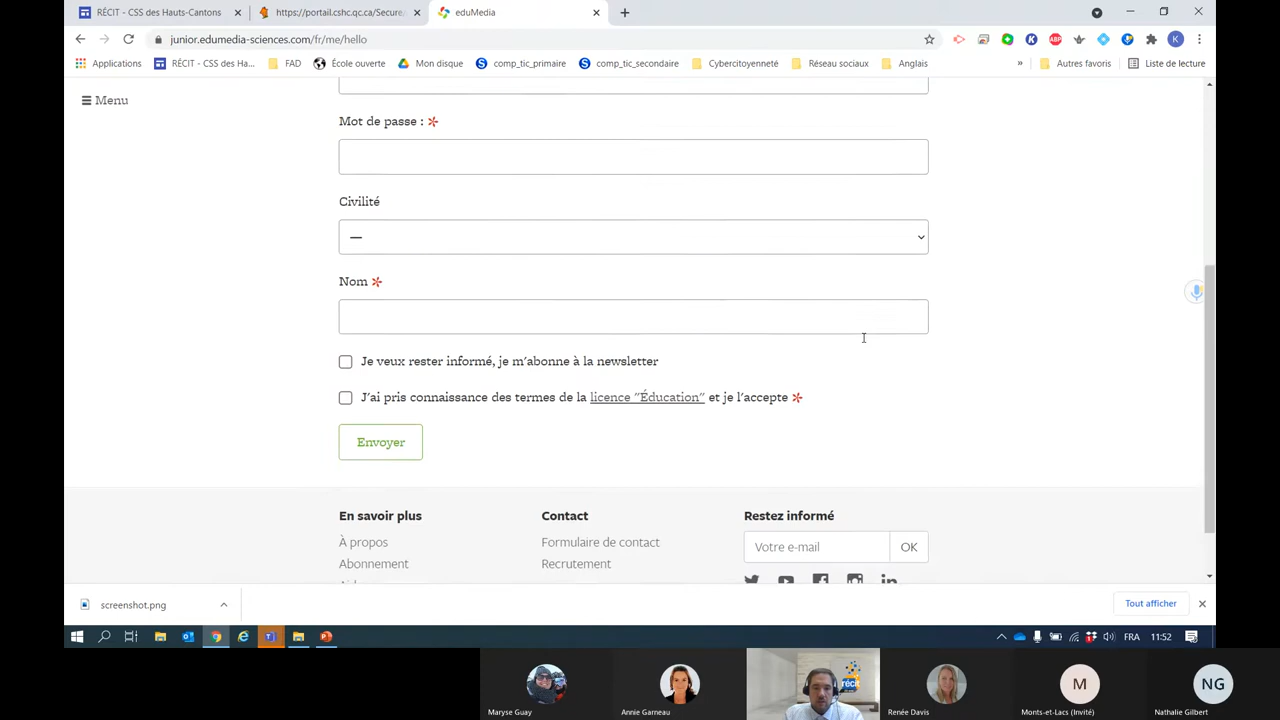 RÉCIT - CSS des Hauts-Cantons
https://portail.cshc.qc.ca/Secure/
eduMedia
junior.edumedia-sciences.com/fr/me/hello
K
ABP
K
Applications
RÉCIT - CSS des Ha...
FAD
École ouverte
Mon disque
comp_tic_primaire
comp_tic_secondaire
Cybercitoyenneté
Réseau sociaux
Anglais
»
Autres favoris
Liste de lecture
Menu
Mot de passe : *
Civilité
—
Nom *
Je veux rester informé, je m'abonne à la newsletter
J'ai pris connaissance des termes de la licence "Éducation" et je l'accepte *
Envoyer
En savoir plus
Contact
Restez informé
À propos
Formulaire de contact
Votre e-mail
OK
Abonnement
Recrutement
screenshot.png
Tout afficher
FRA
11:52
récit
M
NG
Maryse Guay
Annie Garneau
Renée Davis
Monts-et-Lacs (Invité)
Nathalie Gilbert